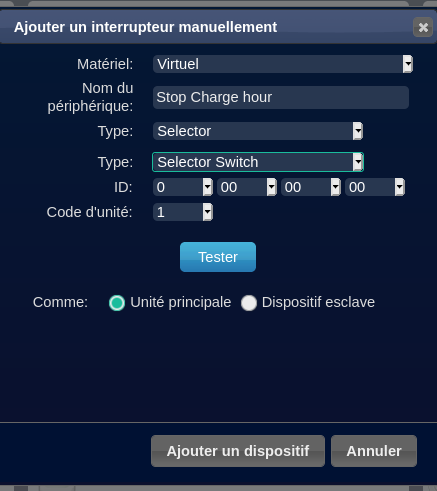 Ajouter un interrupteur manuellement
Matériel: Virtuel
Nom du
périphérique: Stop Charge hour
Type: Selector
Type: Selector Switch
ID: 0 00 00 00
Code d'unité: 1
Tester
Comme: Unité principale Dispositif esclave
Ajouter un dispositif Annuler